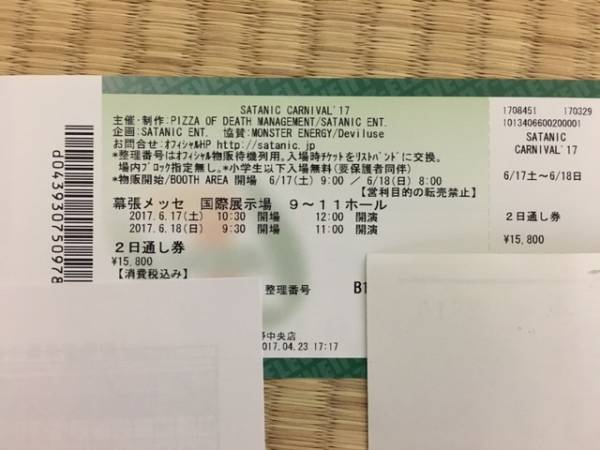 SATANIC CARNIVAL'17
主催・制作:PIZZA OF DEATH MANAGEMENT/SATANIC ENT.
企画:SATANIC ENT. 協賛:MONSTER ENERGY/Deviluse
お問合せ:オフィシャルHP http://satanic.jp
*整理番号はオフィシャル物販待機列用。入場時チケットをリストバンドに交換。
場内ブロック指定無し。*小学生以下入場無料(要保護者同伴)
*物販開始/BOOTH AREA 開場 6/17(土) 9:00 / 6/18(日) 8:00
【営利目的の転売禁止】
幕張メッセ 国際展示場 9～11ホール
2017.6.17(土) 10:30 開場 12:00 開演
2017.6.18(日) 9:30 開場 11:00 開演
2日通し券
¥15,800
【消費税込み】
整理番号 B1
中央店
017.04.23 17:17
d043930750978
1708451 170329
1013406600200001
SATANIC
CARNIVAL'17
6/17土～6/18日
2日通し券
¥15,800